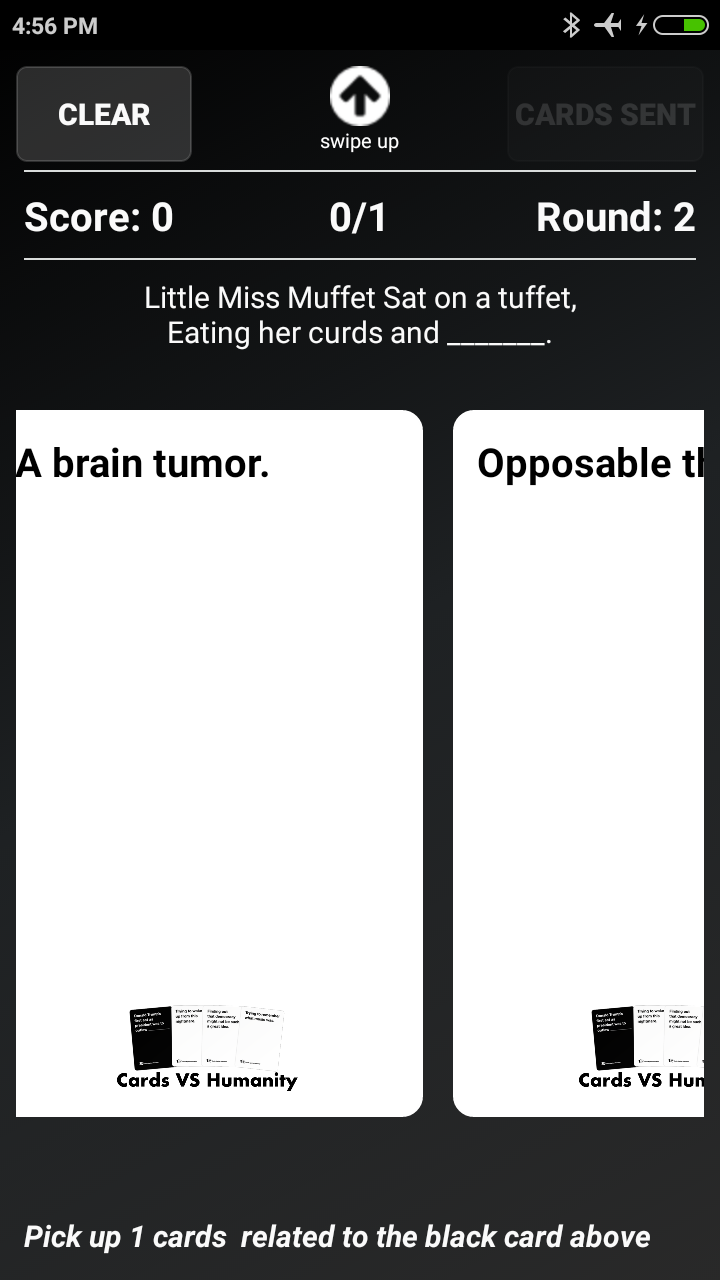 4:56 PM
CLEAR
swipe up
CARDS SENT
Score: 0
0/1
Round: 2
Little Miss Muffet Sat on a tuffet,
Eating her curds and _______.
A brain tumor.
Opposable
Cards VS Humanity
Cards VS
Pick up 1 cards related to the black card above